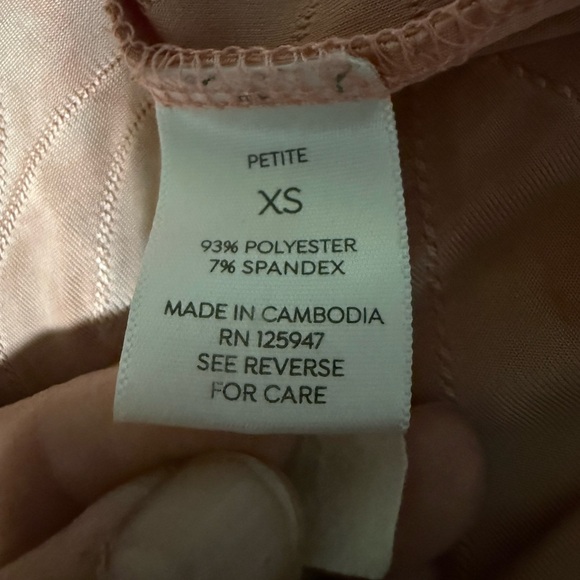 PETITE
XS
93% POLYESTER
7% SPANDEX
MADE IN CAMBODIA
RN 125947
SEE REVERSE
FOR CARE